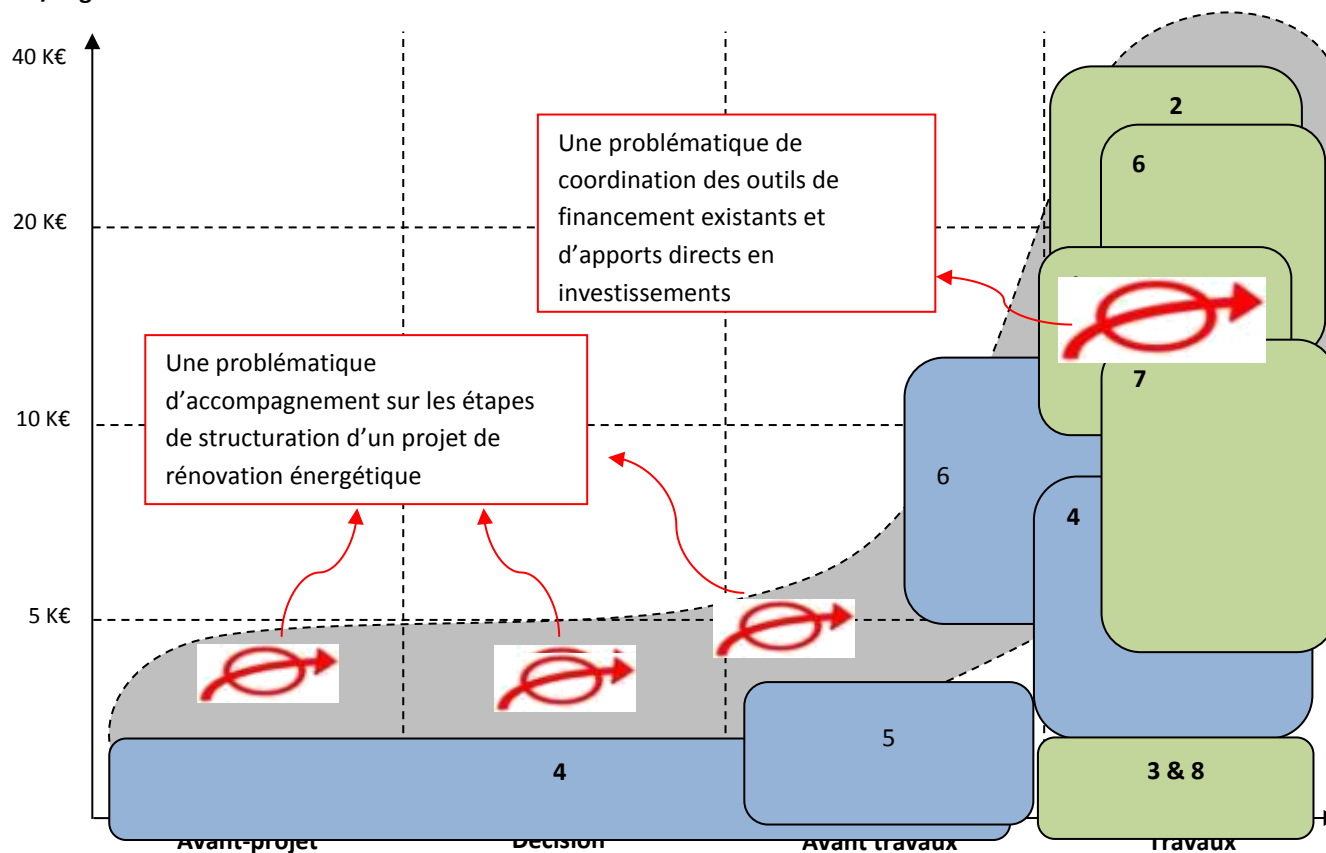 40 K€
2
Une problématique de
coordination des outils de
financement existants et
d'apports directs en
investissements
6
20 K€
Une problématique
d'accompagnement sur les étapes
de structuration d'un projet de
rénovation énergétique
7
10 K€
6
4
5 K€
5
4
3 & 8
Avant-projet
Décision
Avant travaux
Travaux